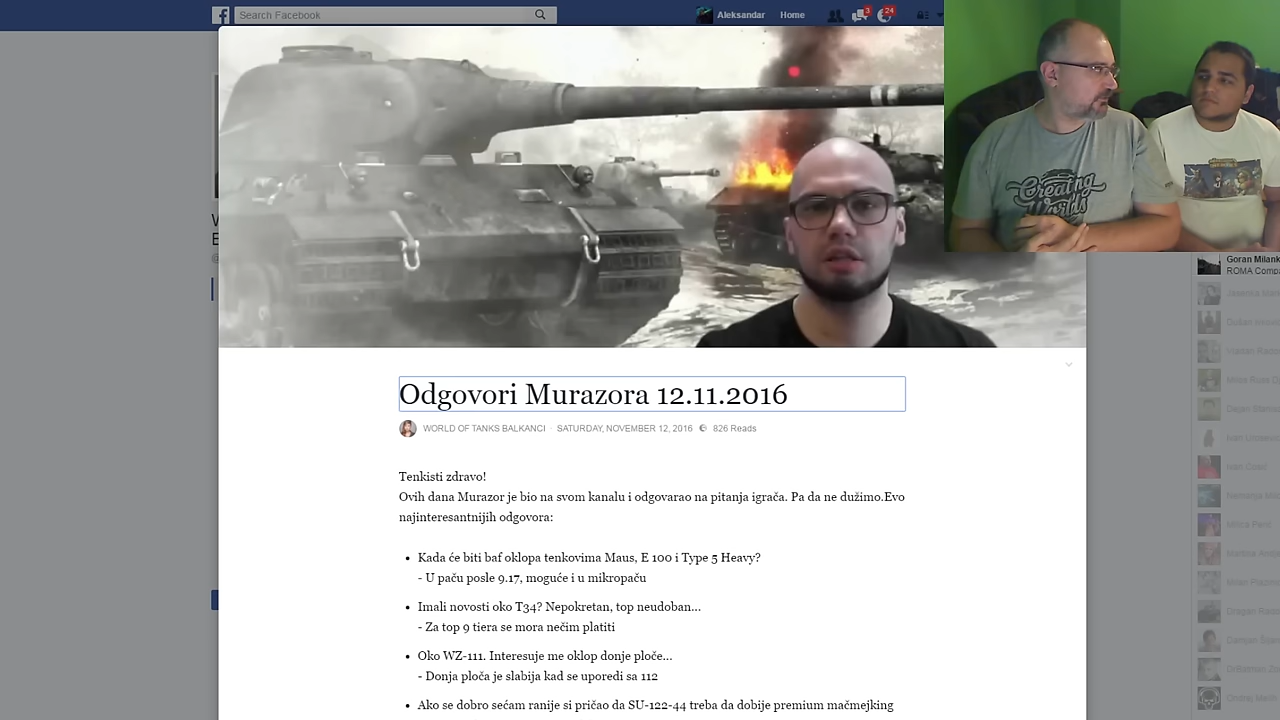 Search Facebook
Aleksandar
Home
3
24
Creatng
Worlds
Goran Milank
ROMA Compa
Odgovori Murazora 12.11.2016
WORLD OF TANKS BALKANCI · SATURDAY, NOVEMBER 12, 2016 826 Reads
Tenkisti zdravo!
Ovih dana Murazor je bio na svom kanalu i odgovarao na pitanja igrača. Pa da ne dužimo.Evo
najinteresantnijih odgovora:
• Kada će biti baf oklopa tenkovima Maus, E 100 i Type 5 Heavy?
- U paču posle 9.17, moguće i u mikropaču
• Imali novosti oko T34? Nepokretan, top neudoban...
- Za top 9 tiera se mora nečim platiti
• Oko WZ-111. Interesuje me oklop donje ploče...
- Donja ploča je slabija kad se uporedi sa 112
• Ako se dobro sećam ranije si pričao da SU-122-44 treba da dobije premium mačmejking